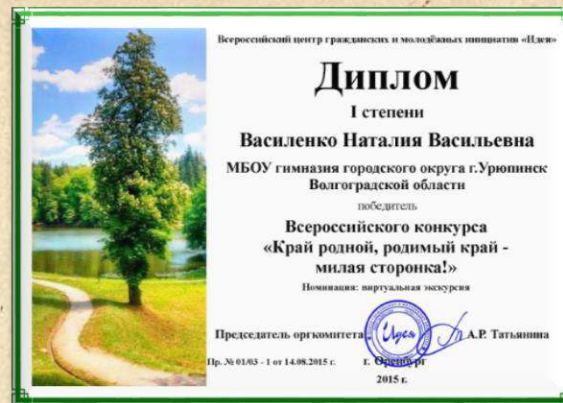 Всероссийский центр гражданских и молодёжных инициатив «Идея»
Диплом
I степени
Василенко Наталия Васильевна
МБОУ гимназия городского округа г.Урюпинск
Волгоградской области
победитель
Всероссийского конкурса
«Край родной, родимый край -
милая сторонка!»
Номинация: виртуальная экскурсия
Председатель оргкомитета Идея А.Р. Татьянина
Пр. № 01/03 - 1 от 14.08.2015 г. г. Оренбург
2015 г.